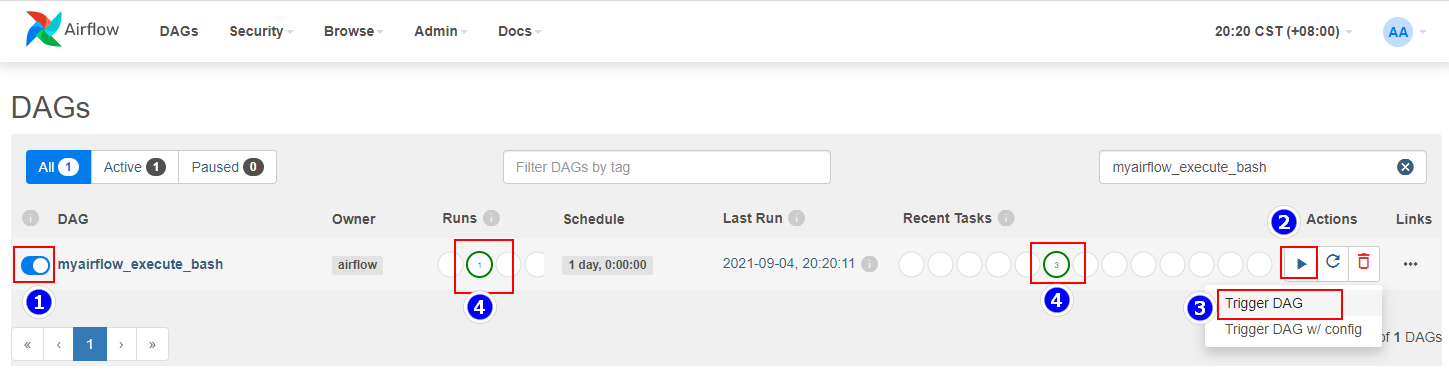 Airflow DAGs Security Browse Admin Docs 20:20 CST (+08:00) AA
DAGs
All 1 Active 1 Paused 0 Filter DAGs by tag myairflow_execute_bash
i DAG Owner Runs i Schedule Last Run i Recent Tasks i 2 Actions Links
myairflow_execute_bash airflow 1 1 day, 0:00:00 2021-09-04, 20:20:11 i 3 ...
1 4 4 3 Trigger DAG
« ‹ 1 › » Trigger DAG w/ config of 1 DAGs